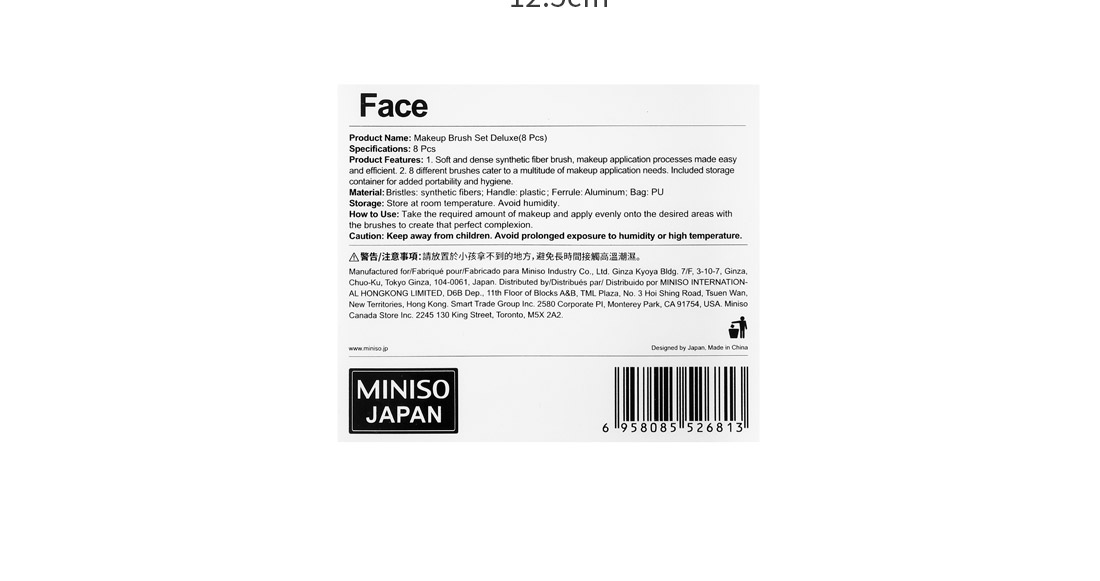 12.5cm
Face
Product Name: Makeup Brush Set Deluxe(8 Pcs)
Specifications: 8 Pcs
Product Features: 1. Soft and dense synthetic fiber brush, makeup application processes made easy
and efficient. 2. 8 different brushes cater to a multitude of makeup application needs. Included storage
container for added portability and hygiene.
Material: Bristles: synthetic fibers; Handle: plastic; Ferrule: Aluminum; Bag: PU
Storage: Store at room temperature. Avoid humidity.
How to Use: Take the required amount of makeup and apply evenly onto the desired areas with
the brushes to create that perfect complexion.
Caution: Keep away from children. Avoid prolonged exposure to humidity or high temperature.
警告/注意事項：請放置於小孩拿不到的地方，避免長時間接觸高溫潮濕。
Manufactured for/Fabriqué pour/Fabricado para Miniso Industry Co., Ltd. Ginza Kyoya Bldg. 7/F, 3-10-7, Ginza,
Chuo-Ku, Tokyo Ginza, 104-0061, Japan. Distributed by/Distribués par/ Distribuido por MINISO INTERNATION-
AL HONGKONG LIMITED, D6B Dep., 11th Floor of Blocks A&B, TML Plaza, No. 3 Hoi Shing Road, Tsuen Wan,
New Territories, Hong Kong. Smart Trade Group Inc. 2580 Corporate Pl, Monterey Park, CA 91754, USA. Miniso
Canada Store Inc. 2245 130 King Street, Toronto, M5X 2A2.
www.miniso.jp
Designed by Japan, Made in China
MINISO
JAPAN
6 958085 526813